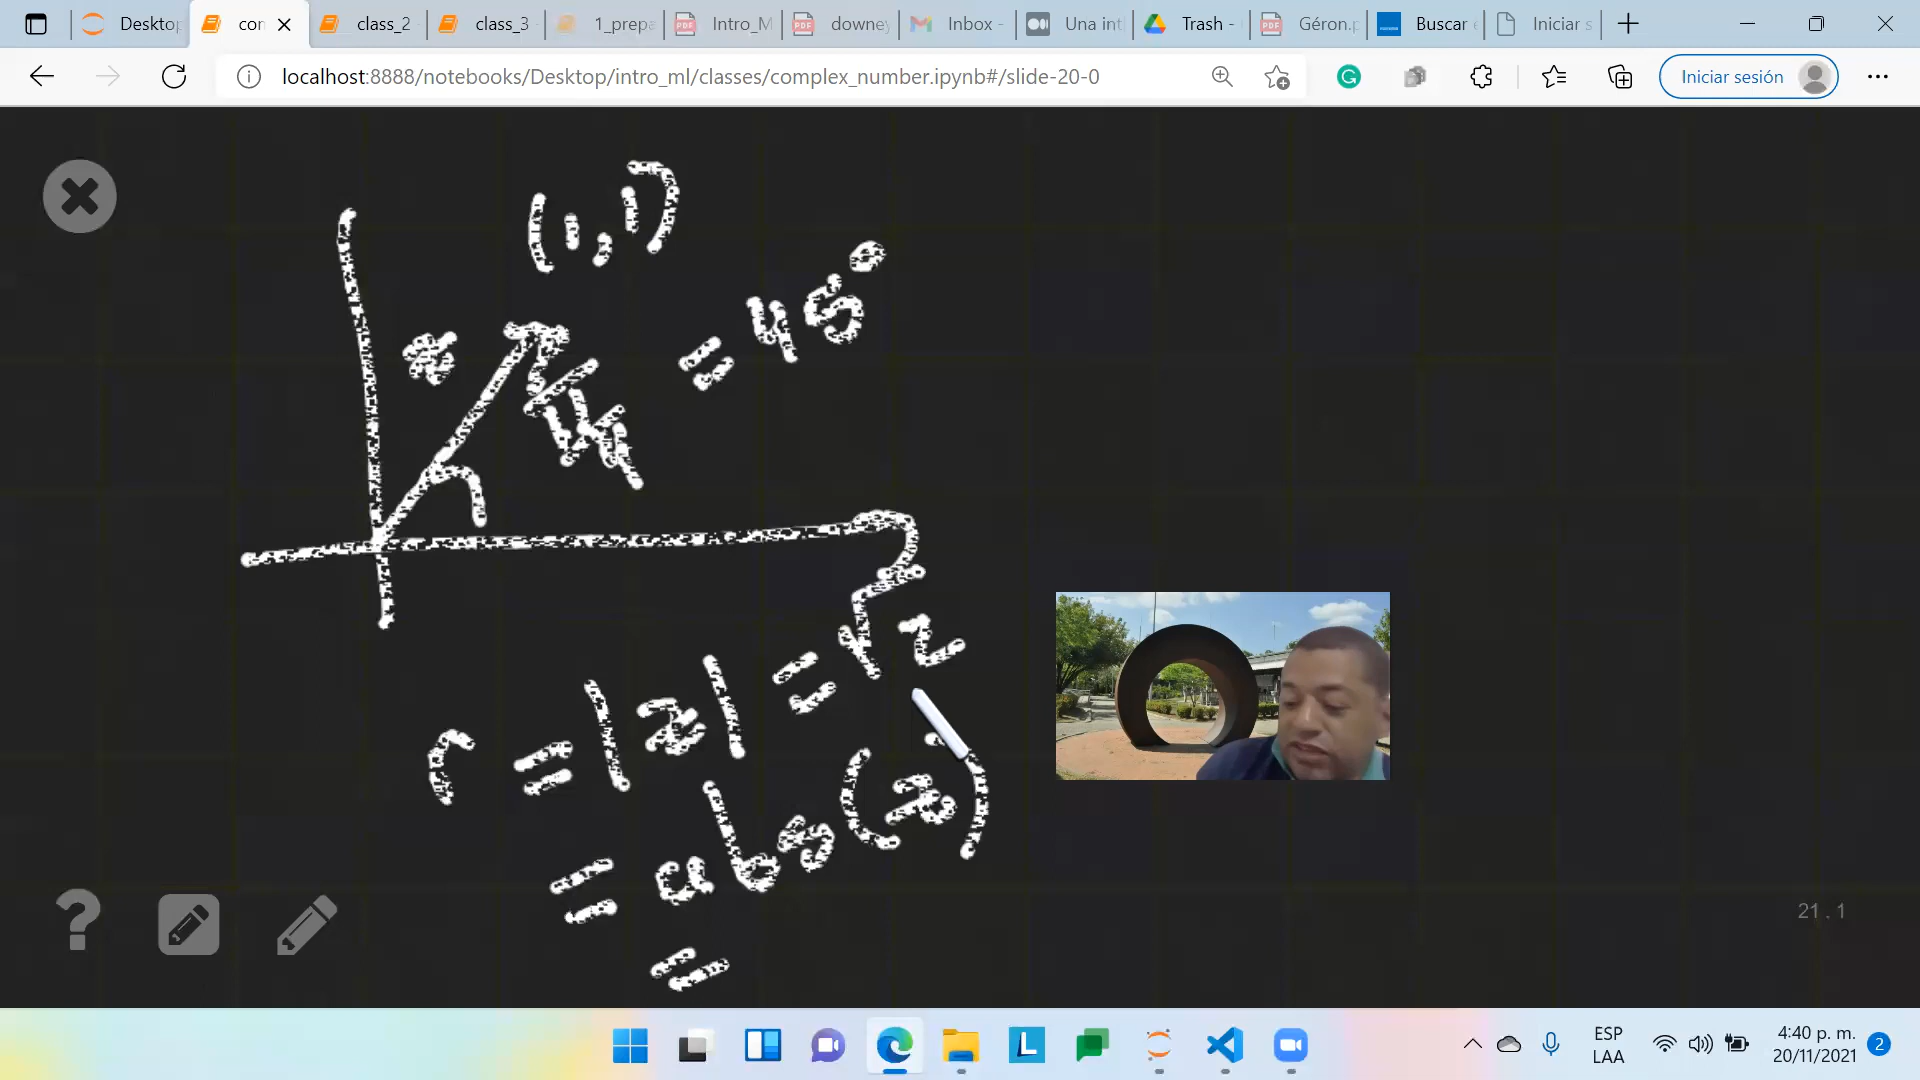 Desktop
con
class_2
class_3
1_prepa
Intro_M
downey
Inbox -
Una int
Trash -
Géron.p
Buscar
Iniciar s
localhost:8888/notebooks/Desktop/intro_ml/classes/complex_number.ipynb#/slide-20-0
Iniciar sesión
(1,1)
z
π/4 = 45°
r = |z| = √2
= abs(z)
=
21 . 1
ESP
LAA
4:40 p. m.
20/11/2021
2